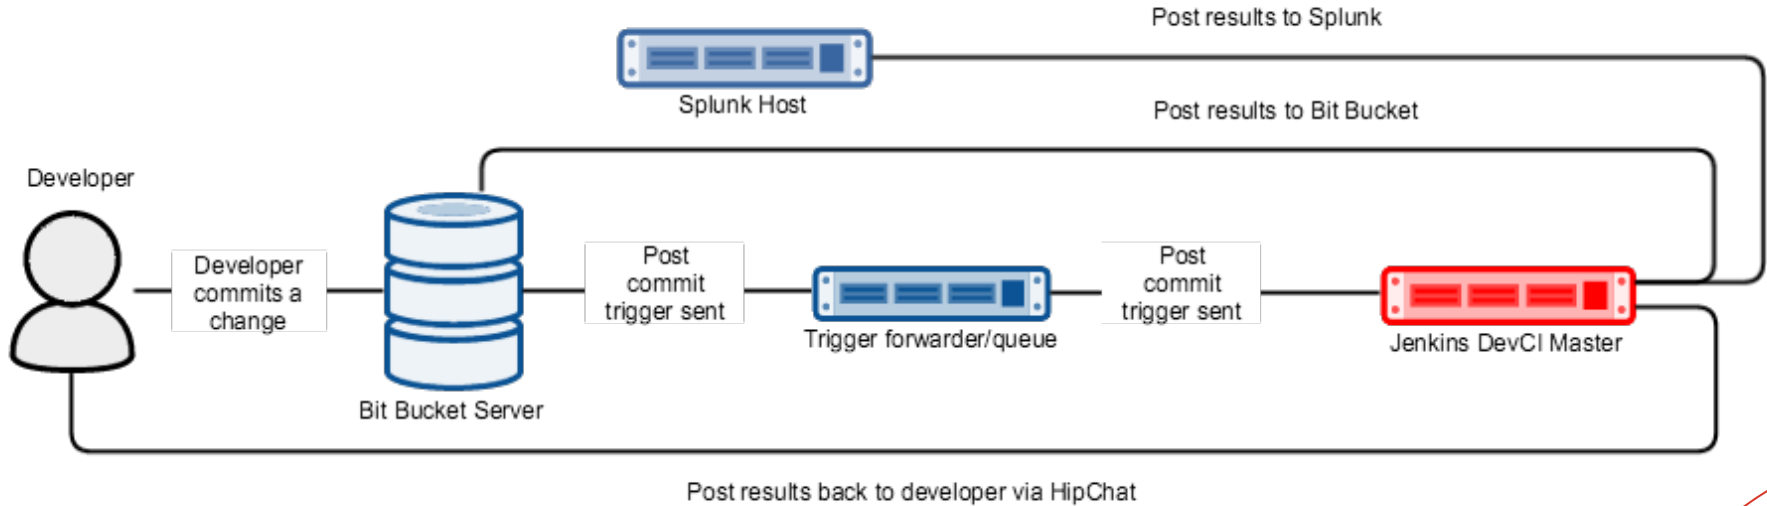 Post results to Splunk
Splunk Host
Post results to Bit Bucket
Developer
Developer
commits a
change
Post
commit
trigger sent
Post
commit
trigger sent
Trigger forwarder/queue
Jenkins DevCI Master
Bit Bucket Server
Post results back to developer via HipChat